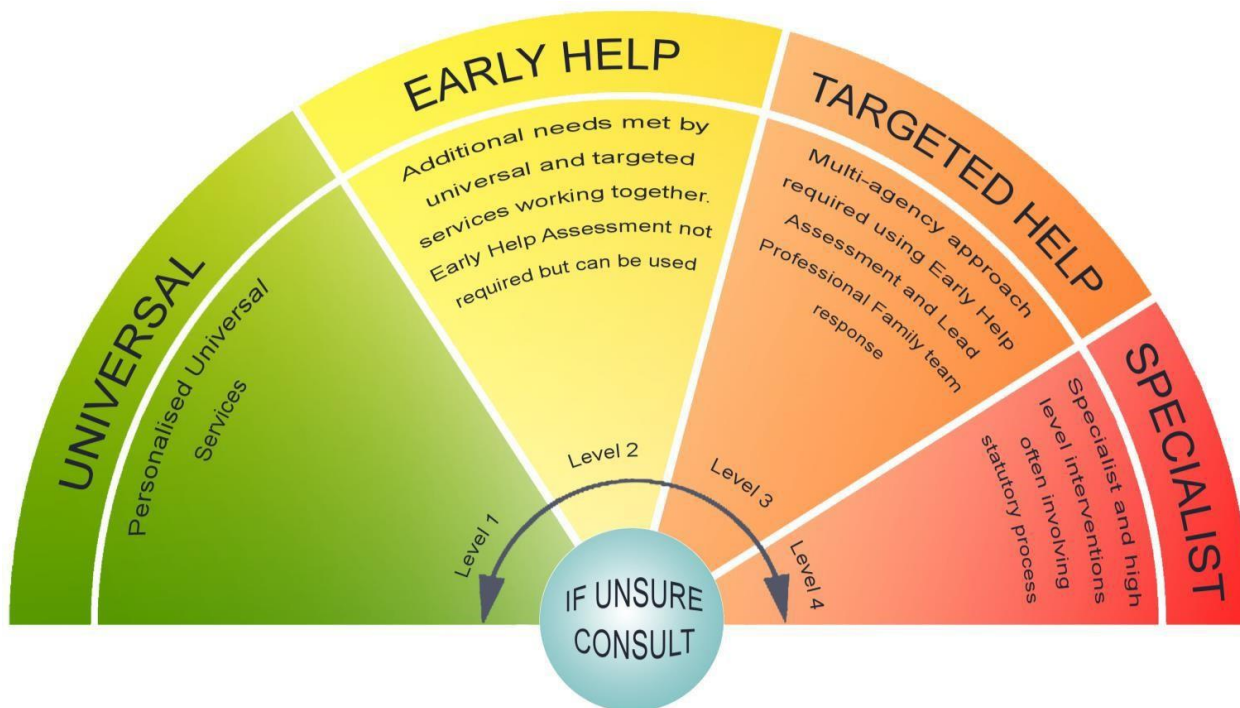 UNIVERSAL
Personalised Universal
Services
Level 1
EARLY HELP
Additional needs met by
universal and targeted
services working together.
Early Help Assessment not
required but can be used
Level 2
TARGETED HELP
Multi-agency approach
required using Early Help
Assessment and Lead
Professional Family team
response
Level 3
SPECIALIST
Specialist and high
level interventions
often involving
statutory process
Level 4
IF UNSURE
CONSULT